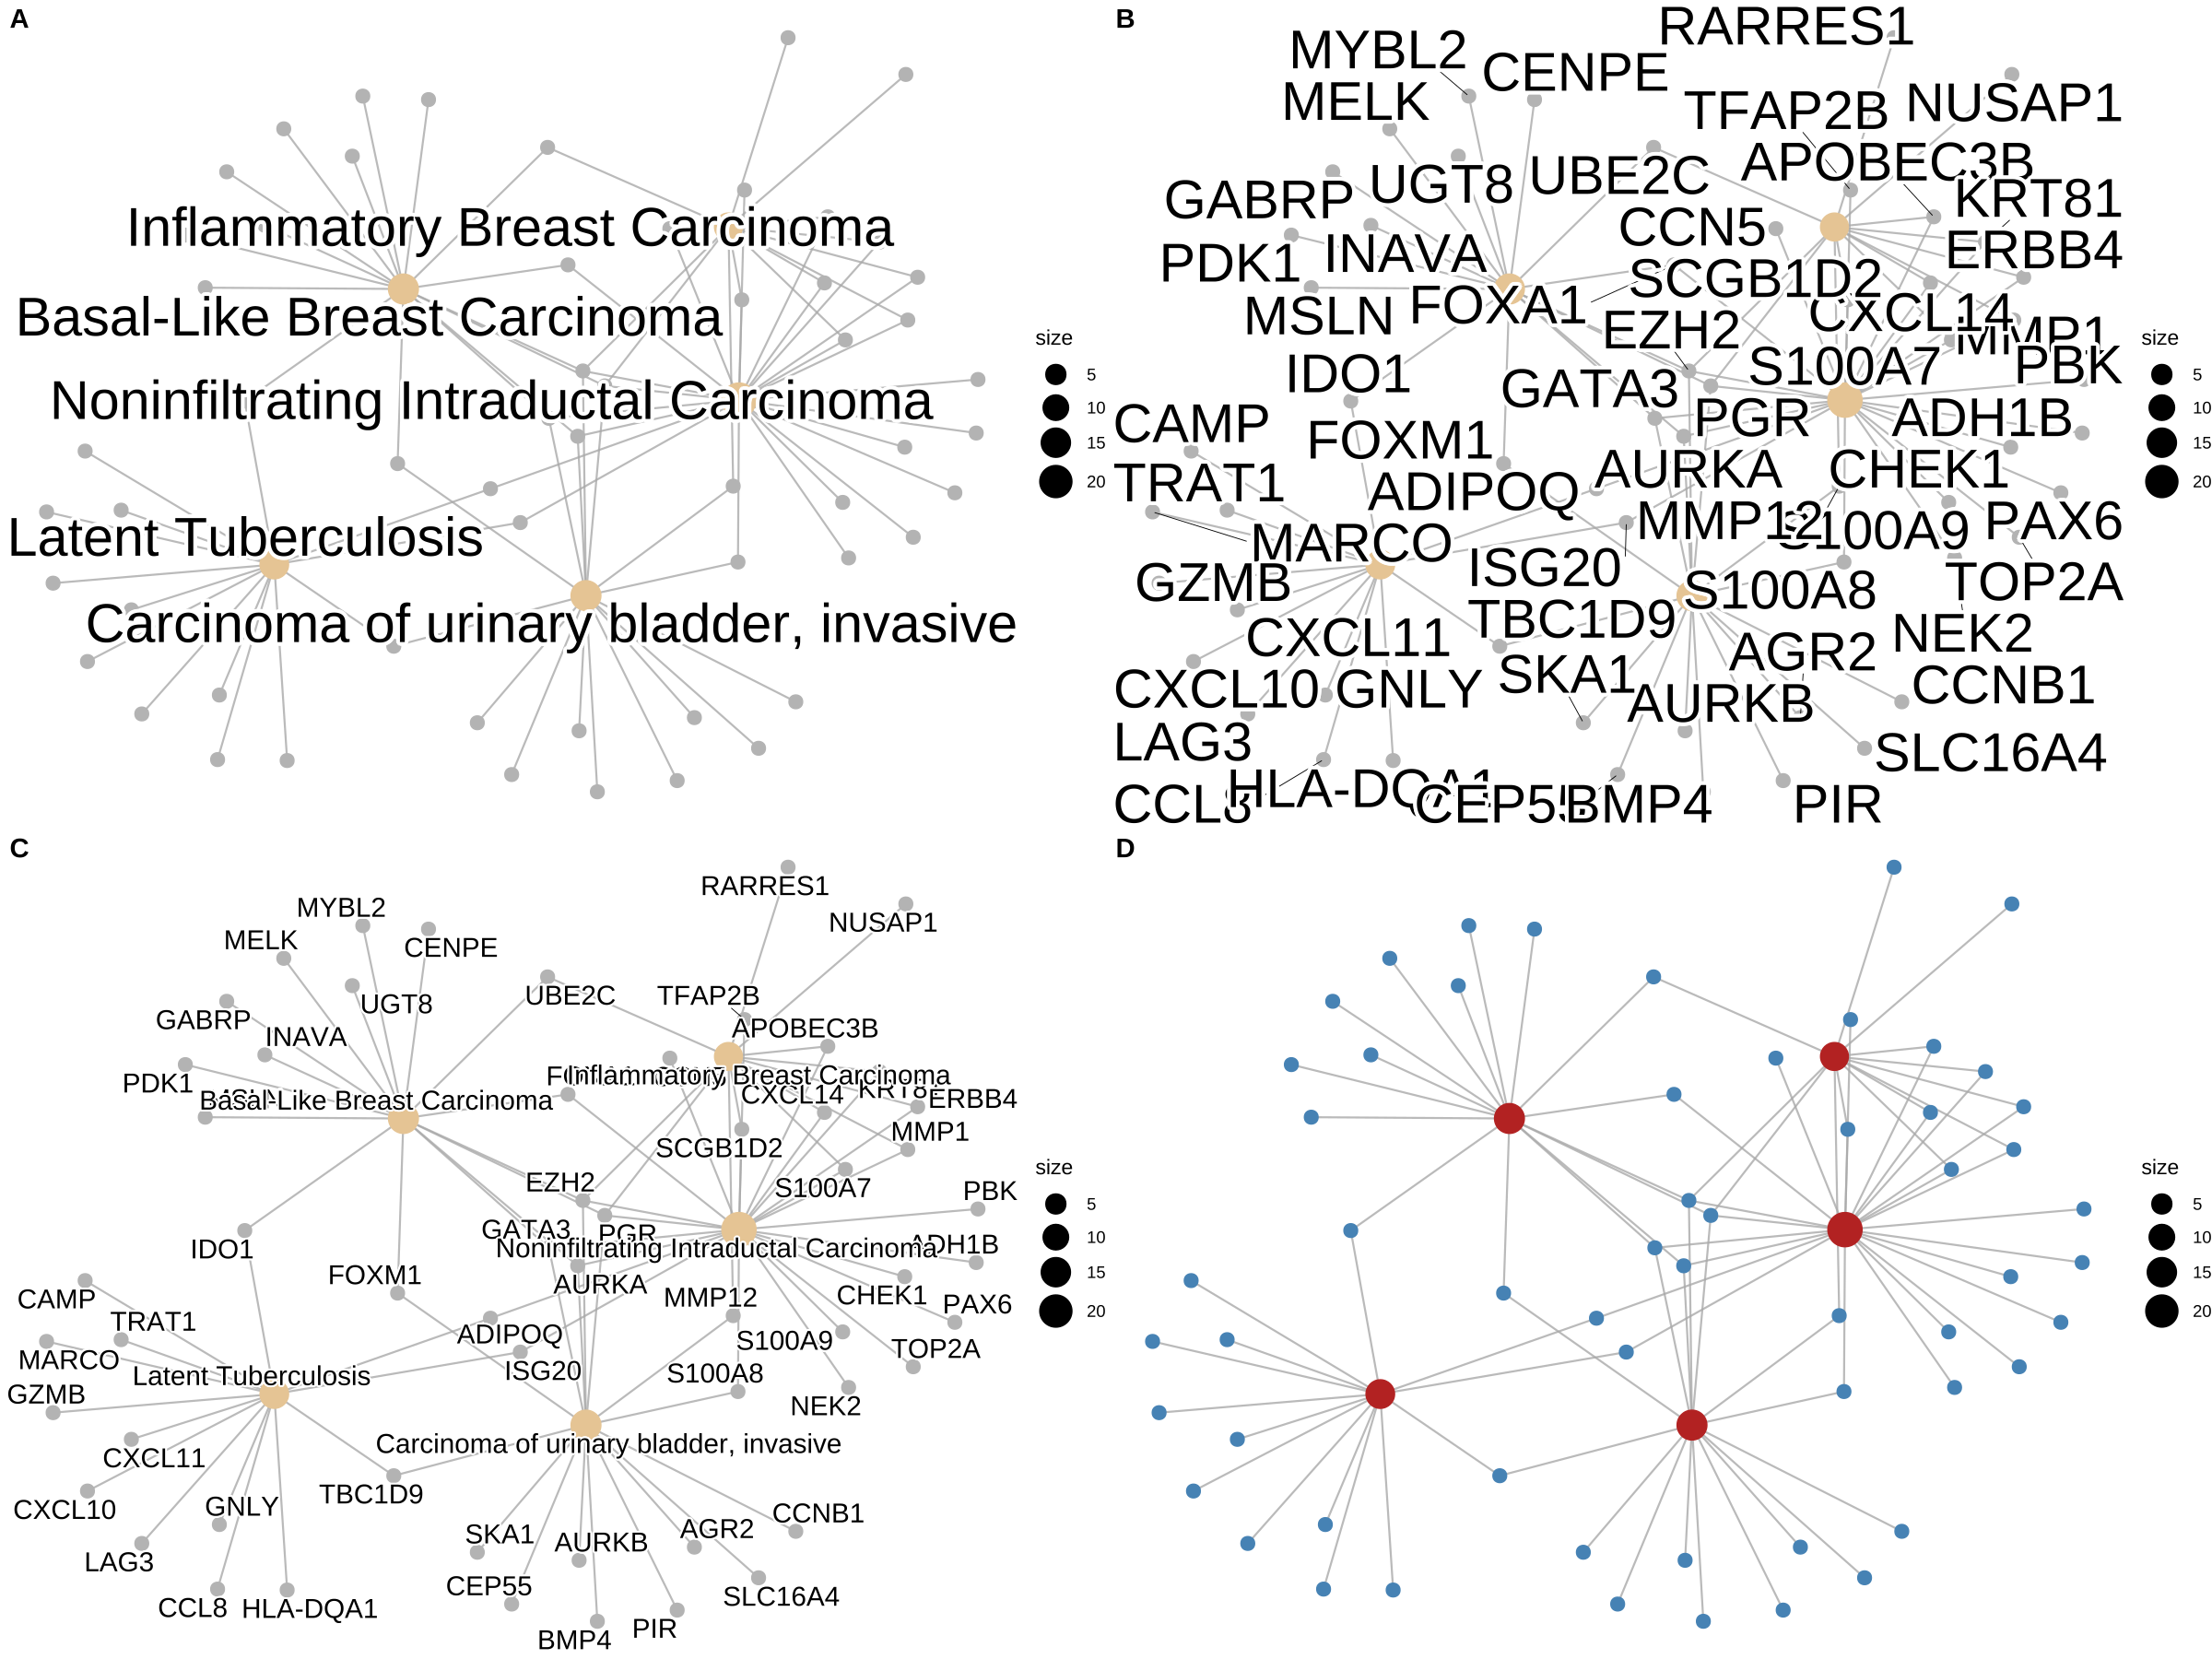 A
Inflammatory Breast Carcinoma
Basal-Like Breast Carcinoma
Noninfiltrating Intraductal Carcinoma
Latent Tuberculosis
Carcinoma of urinary bladder, invasive
size
5
10
15
20
B
RARRES1
MYBL2
CENPE
MELK
TFAP2B
NUSAP1
APOBEC3B
UGT8
UBE2C
GABRP
KRT81
CCN5
PDK1
INAVA
ERBB4
SCGB1D2
MSLN
FOXA1
CXCL14
EZH2
MMP1
S100A7
PBK
IDO1
GATA3
PGR
ADH1B
CAMP
FOXM1
AURKA
CHEK1
TRAT1
ADIPOQ
MMP12
S100A9
PAX6
MARCO
ISG20
GZMB
S100A8
TOP2A
TBC1D9
CXCL11
NEK2
AGR2
SKA1
CXCL10
GNLY
CCNB1
AURKB
LAG3
SLC16A4
HLA-DQA1
CCL8
CEP55
BMP4
PIR
size
5
10
15
20
C
RARRES1
MYBL2
NUSAP1
MELK
CENPE
UBE2C
TFAP2B
UGT8
GABRP
APOBEC3B
INAVA
Inflammatory Breast Carcinoma
PDK1
Basal-Like Breast Carcinoma
CXCL14
KRT81
ERBB4
MMP1
SCGB1D2
EZH2
S100A7
PBK
GATA3
PGR
IDO1
Noninfiltrating Intraductal Carcinoma
ADH1B
FOXM1
AURKA
MMP12
CHEK1
CAMP
PAX6
TRAT1
ADIPOQ
S100A9
TOP2A
MARCO
Latent Tuberculosis
ISG20
S100A8
GZMB
NEK2
Carcinoma of urinary bladder, invasive
CXCL11
TBC1D9
CXCL10
GNLY
CCNB1
SKA1
AURKB
AGR2
LAG3
CEP55
SLC16A4
CCL8
HLA-DQA1
PIR
BMP4
size
5
10
15
20
D
size
5
10
15
20